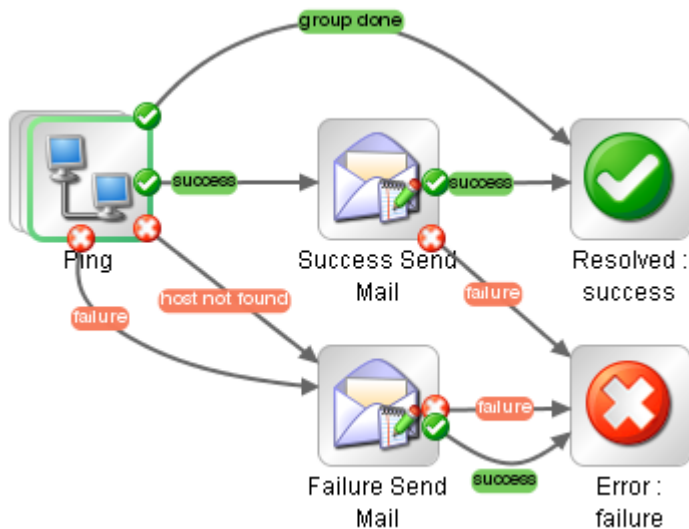 group done
success
success
Ping
Success Send
Mail
Resolved :
success
host not found
failure
failure
failure
success
Failure Send
Mail
Error :
failure